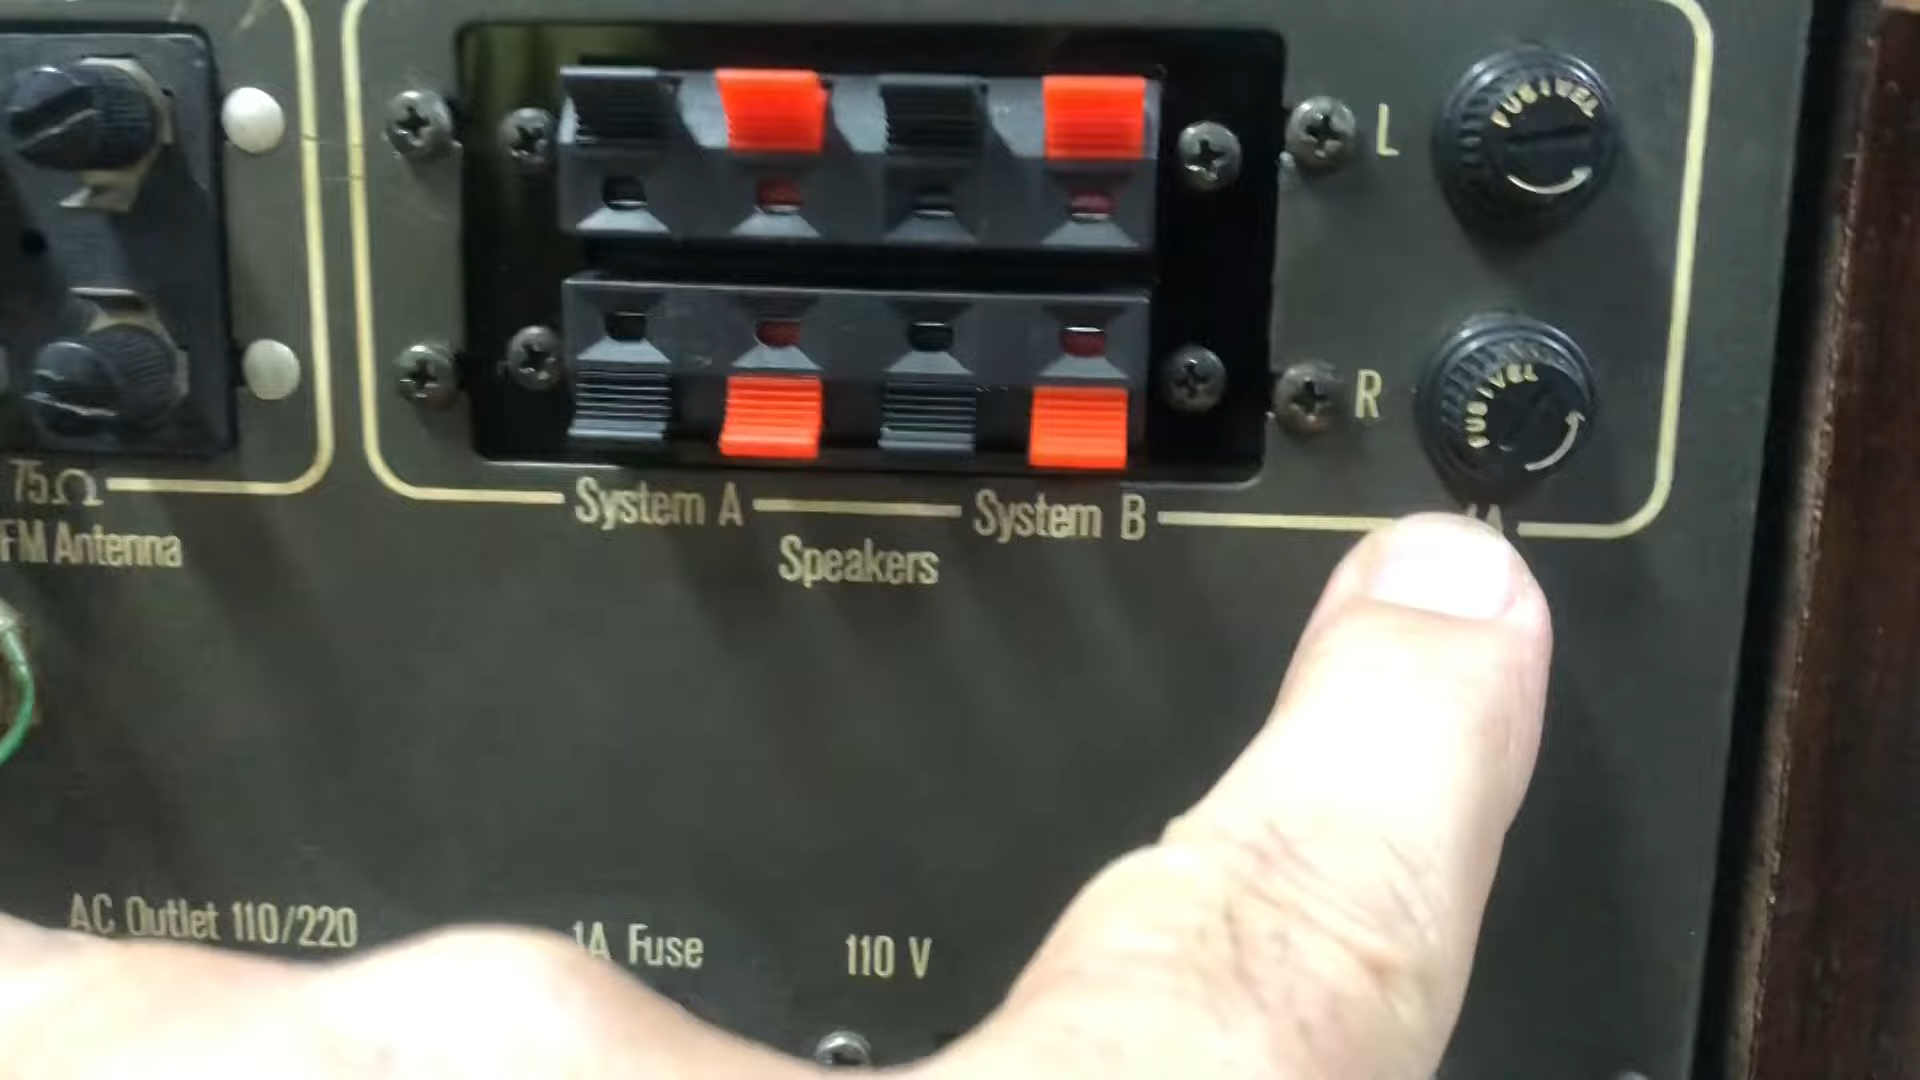 FUSIVEL
L
FUSIVEL
R
75Ω
FM Antenna
System A
System B
Speakers
AC Outlet 110/220
1A Fuse
110 V